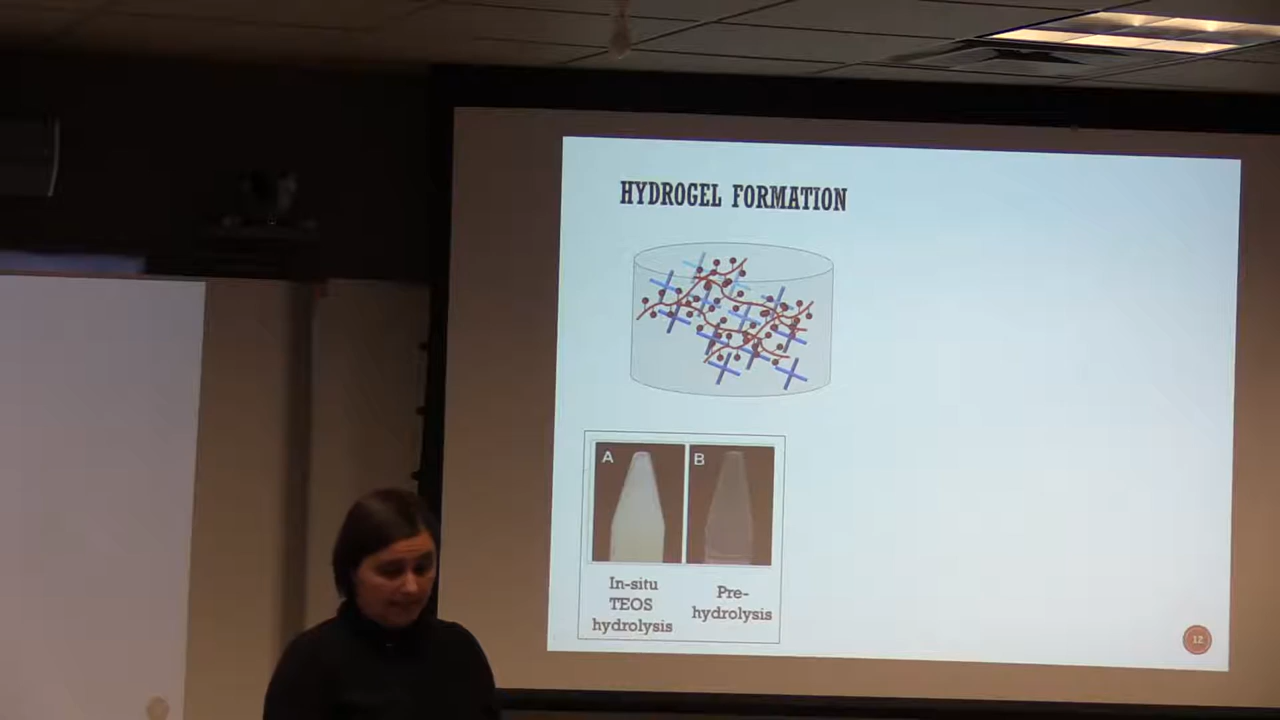 HYDROGEL FORMATION
A
B
In-situ
TEOS
hydrolysis
Pre-
hydrolysis
12